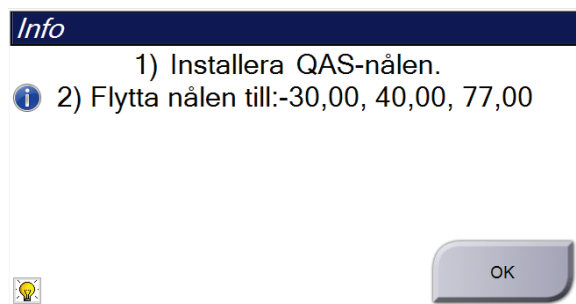 Info
1) Installera QAS-nålen.
2) Flytta nålen till:-30,00, 40,00, 77,00
OK